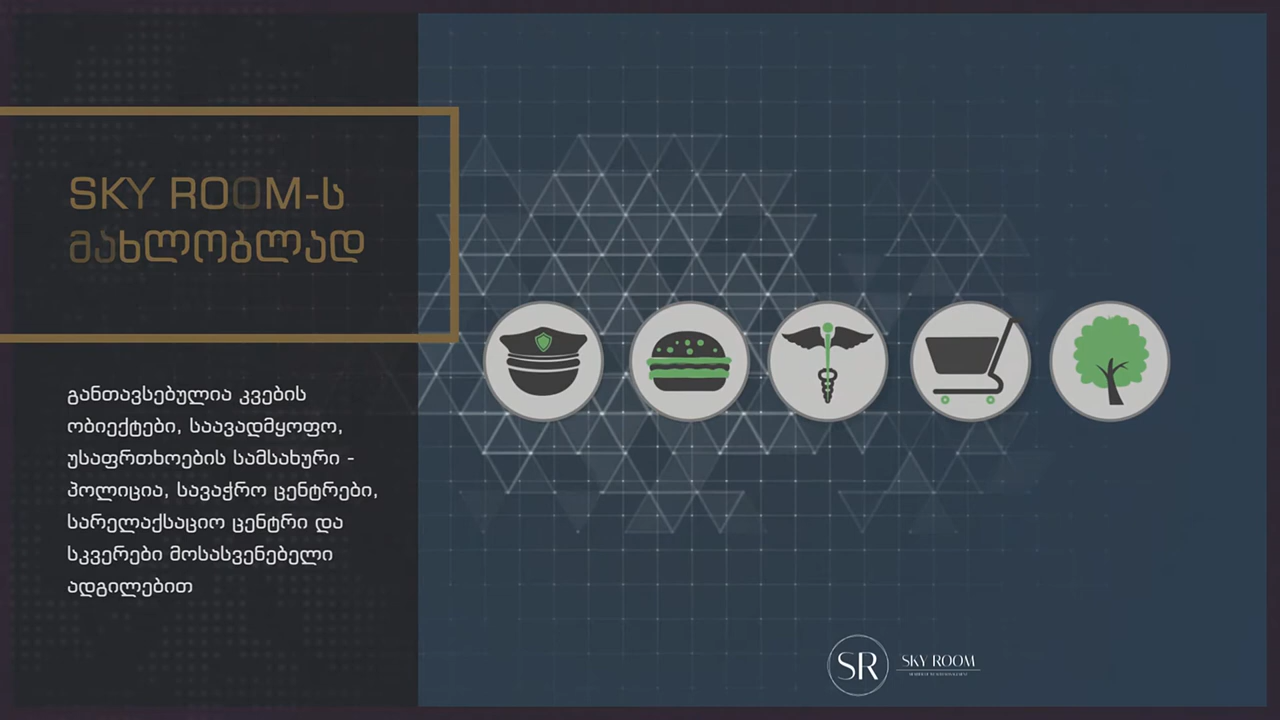 SKY ROOM-ს
მახლობლად
განთავსებულია კვების
ობიექტები, საავადმყოფო,
უსაფრთხოების სამსახური -
პოლიცია, სავაჭრო ცენტრები,
სარელაქსაციო ცენტრი და
სკვერები მოსასვენებელი
ადგილებით
SR
SKY ROOM